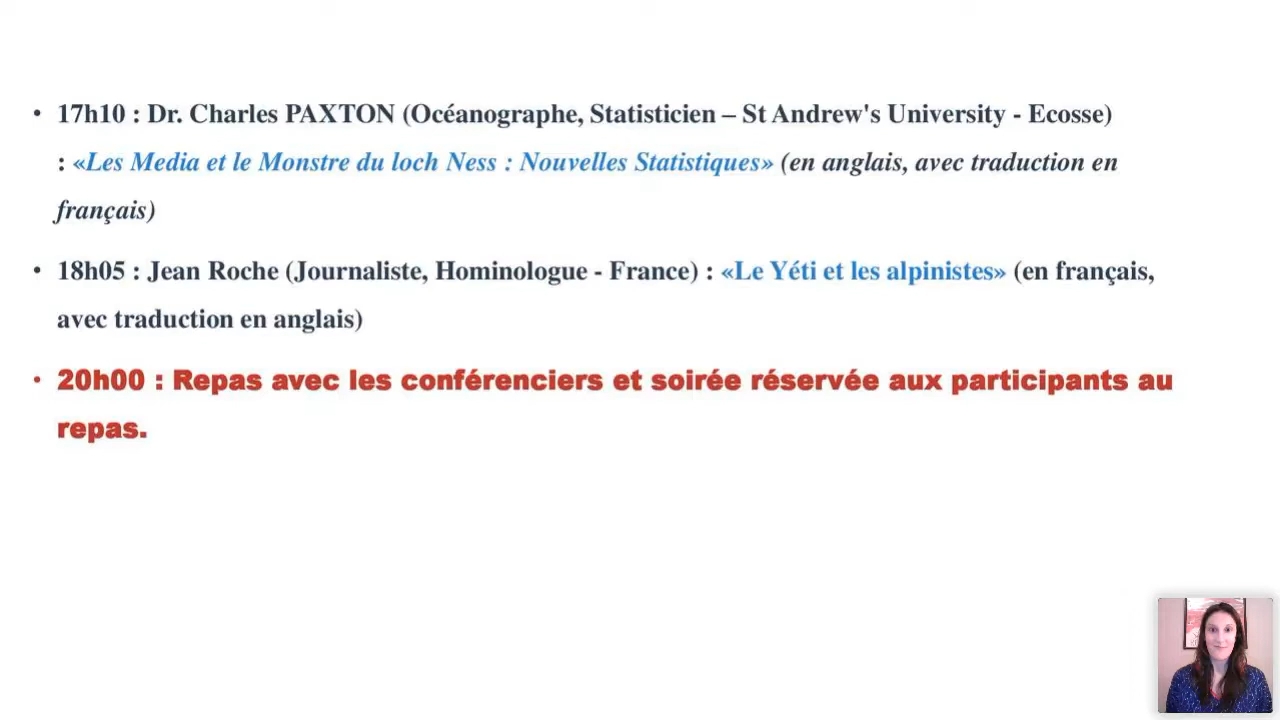 • 17h10 : Dr. Charles PAXTON (Océanographe, Statisticien – St Andrew's University - Ecosse)
: «Les Media et le Monstre du loch Ness : Nouvelles Statistiques» (en anglais, avec traduction en
français)
• 18h05 : Jean Roche (Journaliste, Hominologue - France) : «Le Yéti et les alpinistes» (en français,
avec traduction en anglais)
• 20h00 : Repas avec les conférenciers et soirée réservée aux participants au
repas.